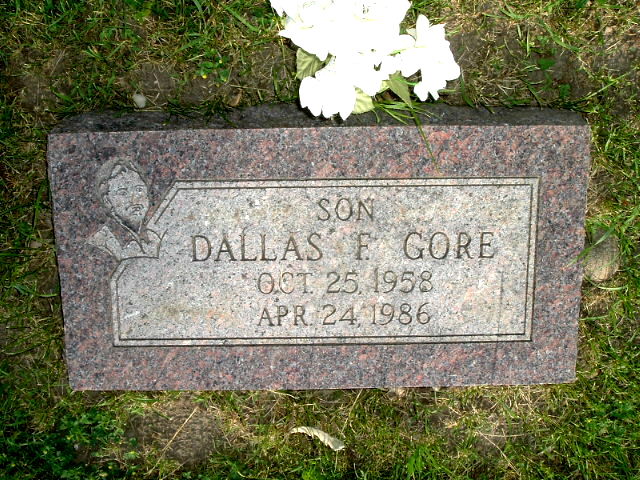 SON
DALLAS F. GORE
OCT. 25, 1958
APR. 24, 1986